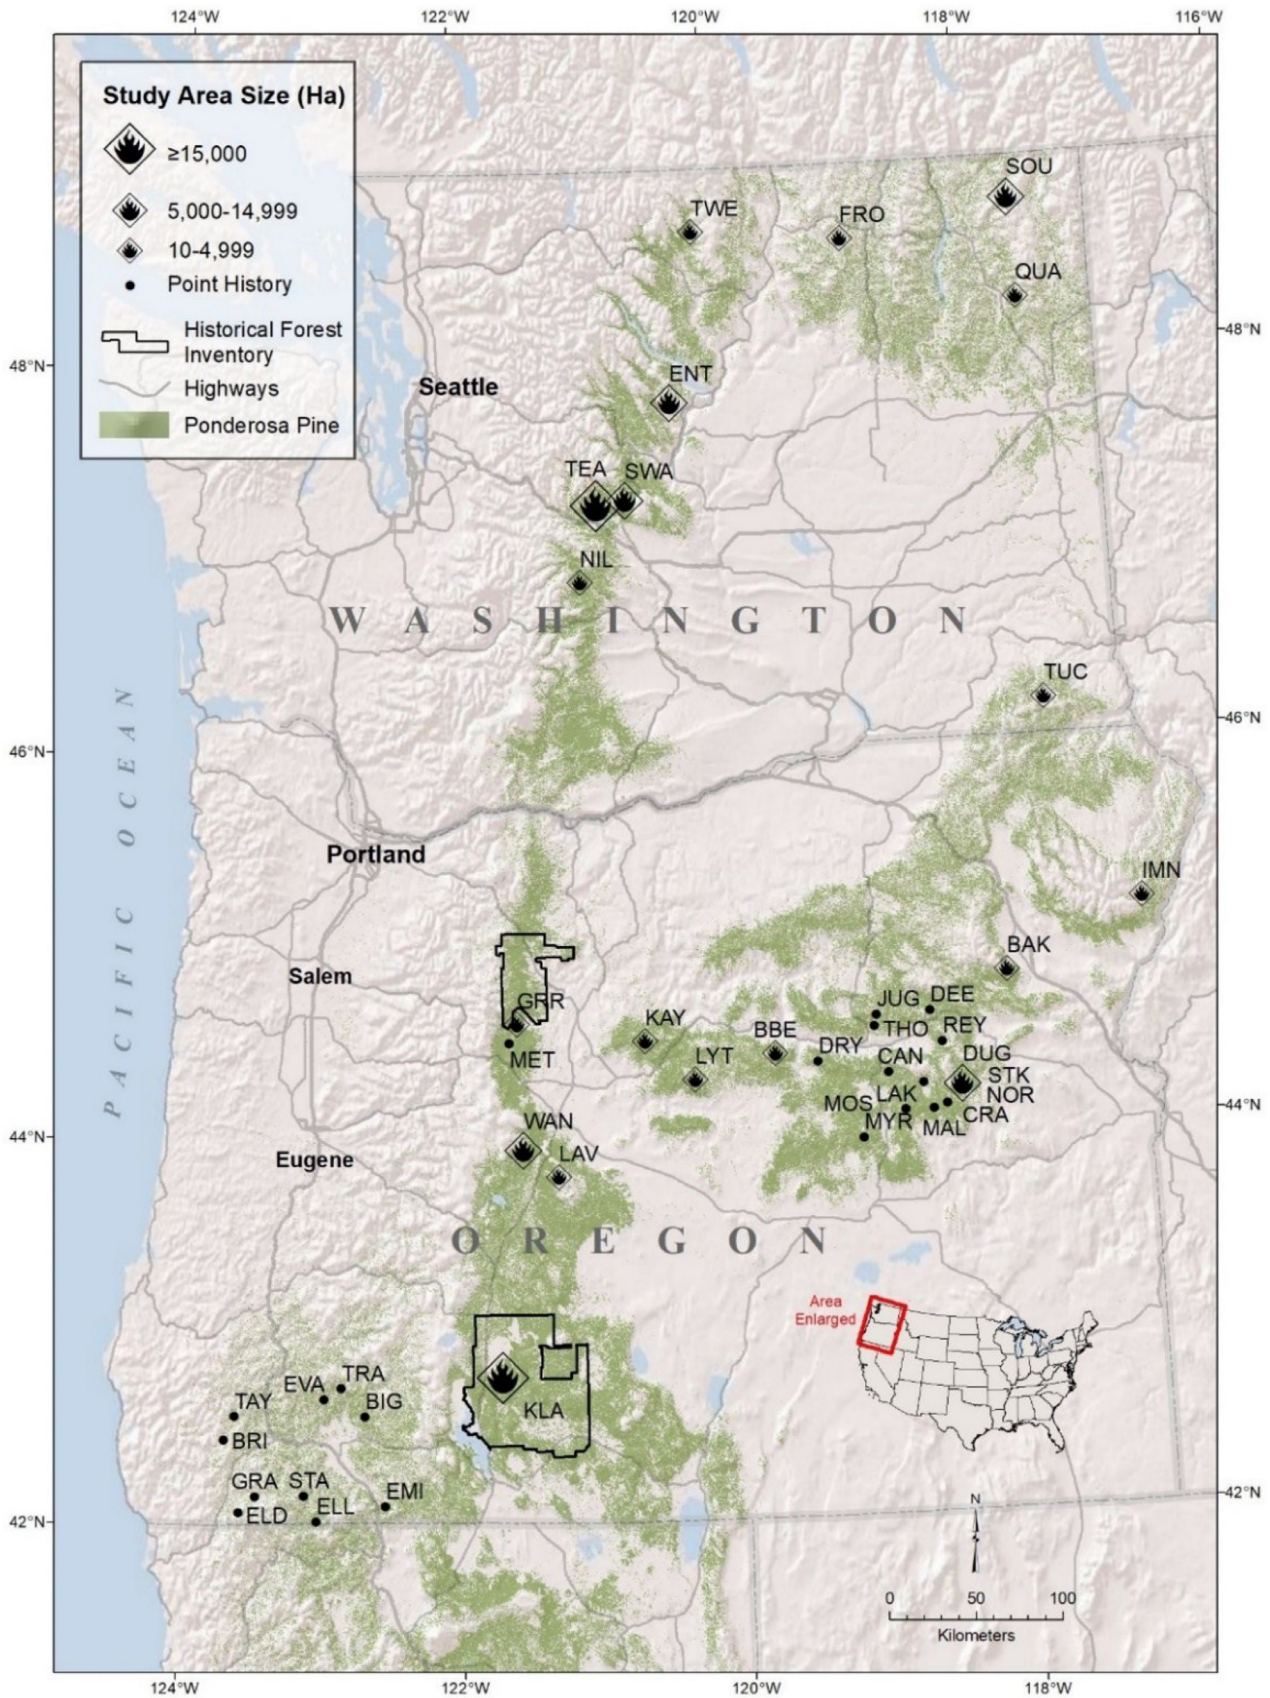 124°W 122°W 120°W 118°W 116°W
Study Area Size (Ha)
≥15,000
5,000-14,999
10-4,999
Point History
Historical Forest
Inventory
Highways
Ponderosa Pine
SOU
TWE
FRO
QUA
48°N
48°N
ENT
Seattle
TEA
SWA
NIL
WASHINGTON
TUC
46°N
46°N
PACIFIC OCEAN
Portland
IMN
BAK
Salem
JUG
DEE
GRR
KAY
THO
REY
BBE
DRY
MET
LYT
CAN
DUG
STK
LAK
NOR
MOS
CRA
44°N
MYR
MAL
WAN
44°N
LAV
Eugene
OREGON
Area
Enlarged
TRA
EVA
TAY
BIG
KLA
BRI
GRA
STA
EMI
42°N
ELD
ELL
N
42°N
0 50 100
Kilometers
124°W 122°W 120°W 118°W